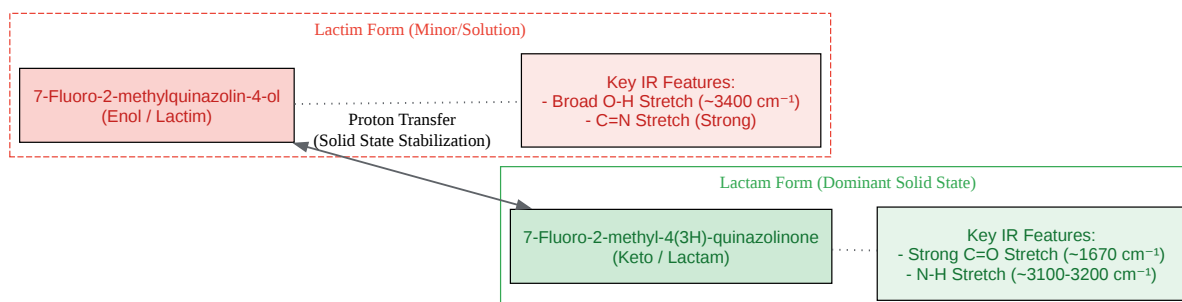 Lactim Form (Minor/Solution)
7-Fluoro-2-methylquinazolin-4-ol
(Enol / Lactim)
Key IR Features:
- Broad O-H Stretch (~3400 cm⁻¹)
- C=N Stretch (Strong)
Proton Transfer
(Solid State Stabilization)
Lactam Form (Dominant Solid State)
7-Fluoro-2-methyl-4(3H)-quinazolinone
(Keto / Lactam)
Key IR Features:
- Strong C=O Stretch (~1670 cm⁻¹)
- N-H Stretch (~3100-3200 cm⁻¹)